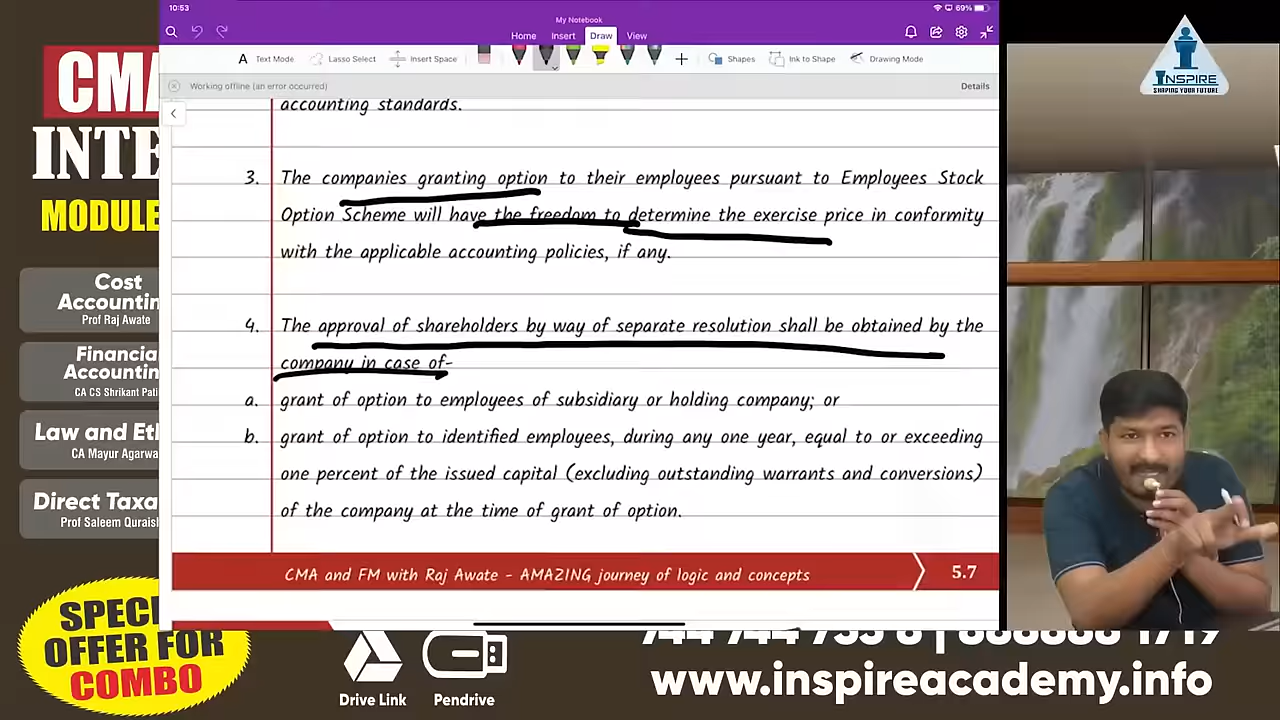 10:53
My Notebook
69%
Home Insert Draw View
Text Mode Lasso Select Insert Space Shapes Ink to Shape Drawing Mode
Working offline (an error occurred) Details
accounting standards.
3. The companies granting option to their employees pursuant to Employees Stock
Option Scheme will have the freedom to determine the exercise price in conformity
with the applicable accounting policies, if any.
4. The approval of shareholders by way of separate resolution shall be obtained by the
company in case of-
a. grant of option to employees of subsidiary or holding company; or
b. grant of option to identified employees, during any one year, equal to or exceeding
one percent of the issued capital (excluding outstanding warrants and conversions)
of the company at the time of grant of option.
CMA and FM with Raj Awate - AMAZING journey of logic and concepts 5.7
CMA
INTE
MODULE
Cost
Accountin
Prof Raj Awate
Financia
Accountin
CA CS Shrikant Pati
Law and Et
CA Mayur Agarwa
Direct Taxa
Prof Saleem Qurais
SPECI
OFFER FOR
COMBO
Drive Link
Pendrive
www.inspireacademy.info
INSPIRE
SHAPING YOUR FUTURE